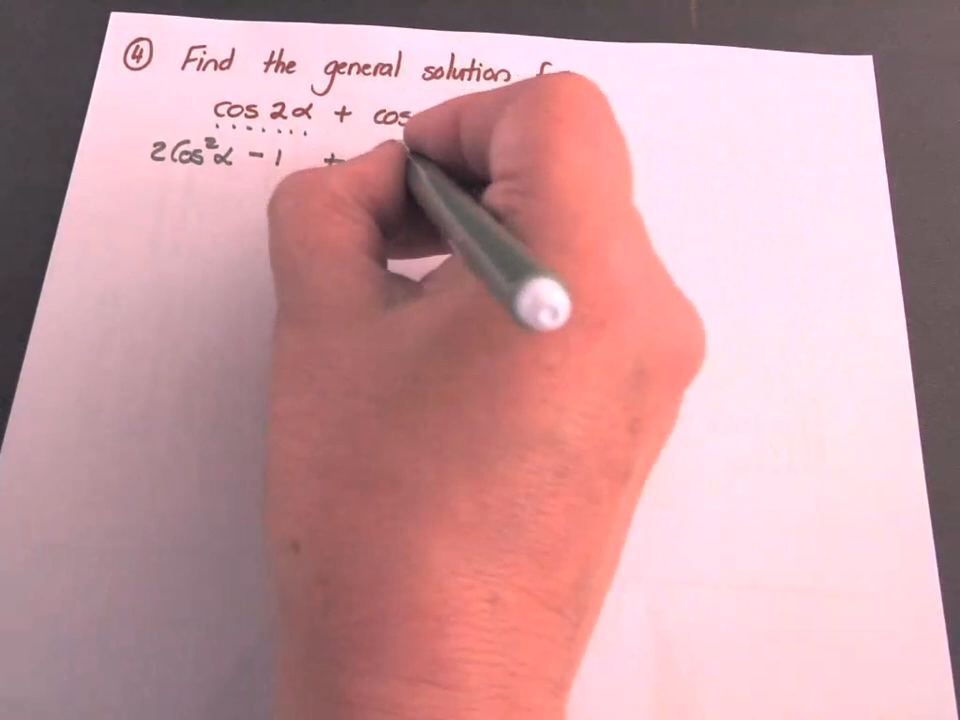 ④ Find the general solution
cos 2α + cos
2Cos²α - 1 +